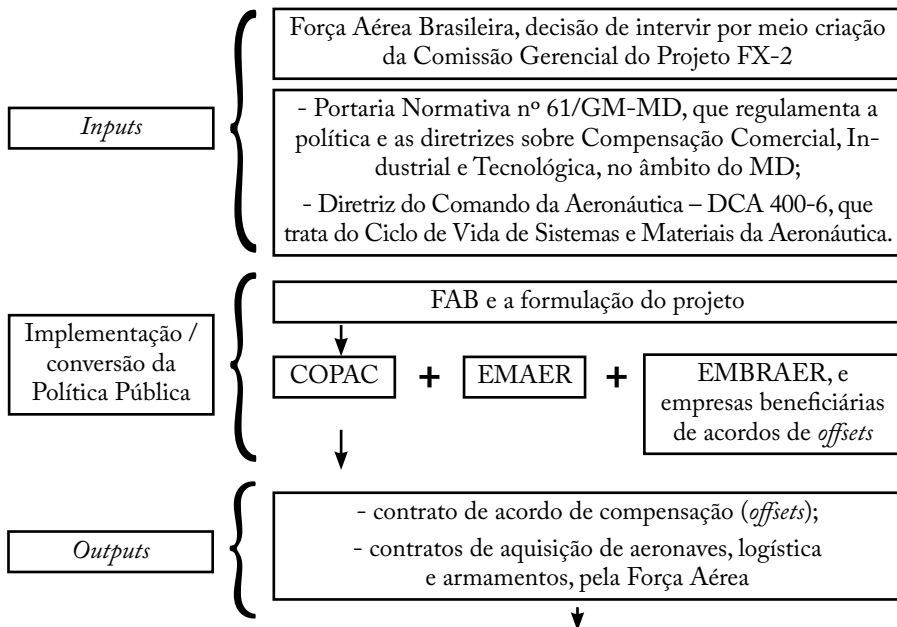 Força Aérea Brasileira, decisão de intervir por meio criação
da Comissão Gerencial do Projeto FX-2
Inputs
- Portaria Normativa nº 61/GM-MD, que regulamenta a
política e as diretrizes sobre Compensação Comercial, In-
dustrial e Tecnológica, no âmbito do MD;
- Diretriz do Comando da Aeronáutica – DCA 400-6, que
trata do Ciclo de Vida de Sistemas e Materiais da Aeronáutica.
Implementação /
conversão da
Política Pública
FAB e a formulação do projeto
COPAC + EMAER + EMBRAER, e
empresas beneficiárias
de acordos de offsets
Outputs
- contrato de acordo de compensação (offsets);
- contratos de aquisição de aeronaves, logística
e armamentos, pela Força Aérea